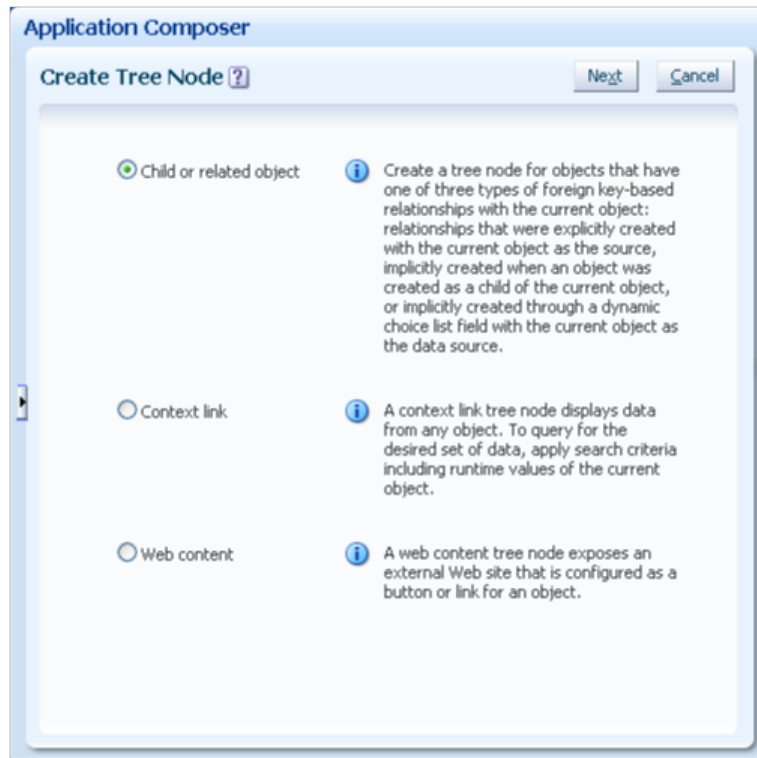 Application Composer
Create Tree Node ?
Next
Cancel
Child or related object
Create a tree node for objects that have
one of three types of foreign key-based
relationships with the current object:
relationships that were explicitly created
with the current object as the source,
implicitly created when an object was
created as a child of the current object,
or implicitly created through a dynamic
choice list field with the current object as
the data source.
Context link
A context link tree node displays data
from any object. To query for the
desired set of data, apply search criteria
including runtime values of the current
object.
Web content
A web content tree node exposes an
external Web site that is configured as a
button or link for an object.